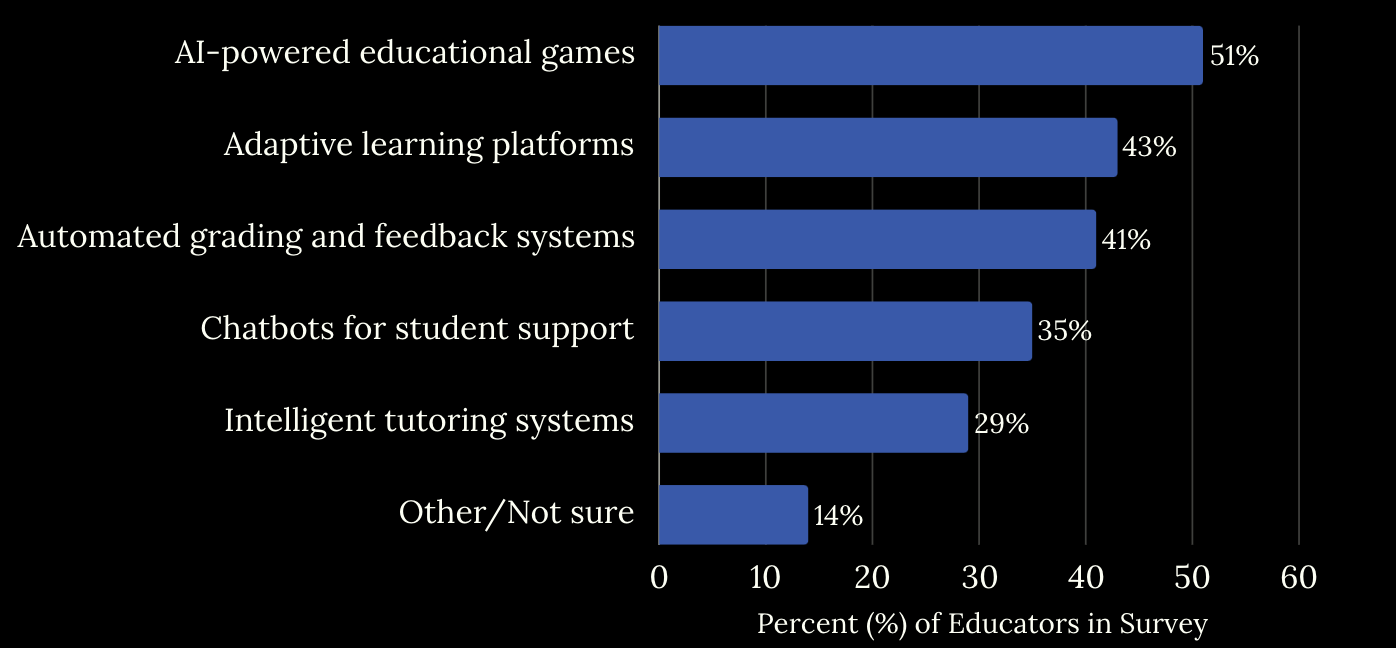 AI-powered educational games 51%
Adaptive learning platforms 43%
Automated grading and feedback systems 41%
Chatbots for student support 35%
Intelligent tutoring systems 29%
Other/Not sure 14%
0 10 20 30 40 50 60
Percent (%) of Educators in Survey